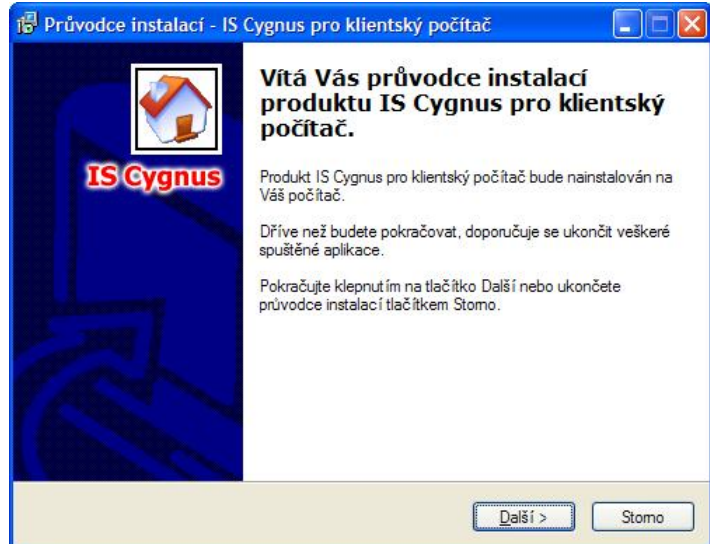 Průvodce instalací - IS Cygnus pro klientský počítač
Vítá Vás průvodce instalací
produktu IS Cygnus pro klientský
počítač.
IS Cygnus
Produkt IS Cygnus pro klientský počítač bude nainstalován na
Váš počítač.
Dříve než budete pokračovat, doporučuje se ukončit veškeré
spuštěné aplikace.
Pokračujte klepnutím na tlačítko Další nebo ukončete
průvodce instalací tlačítkem Storno.
Další >
Storno